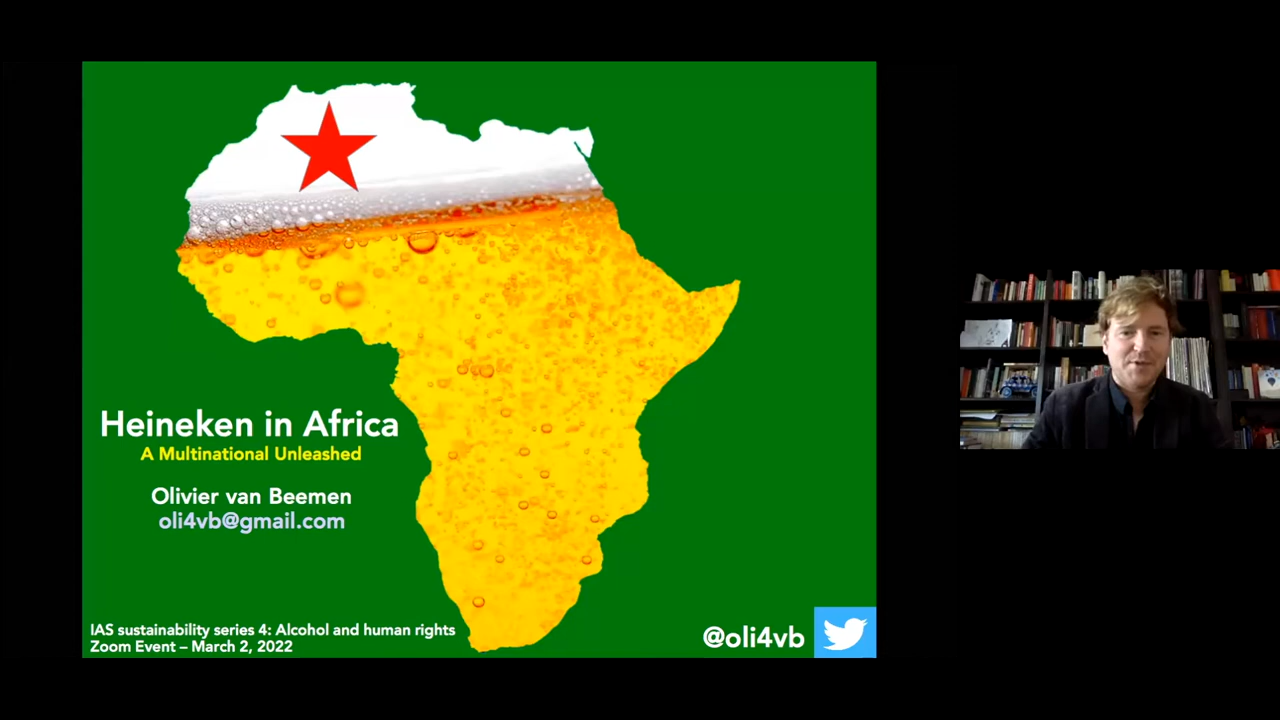 Heineken in Africa
A Multinational Unleashed
Olivier van Beemen
oli4vb@gmail.com
IAS sustainability series 4: Alcohol and human rights
Zoom Event – March 2, 2022
@oli4vb